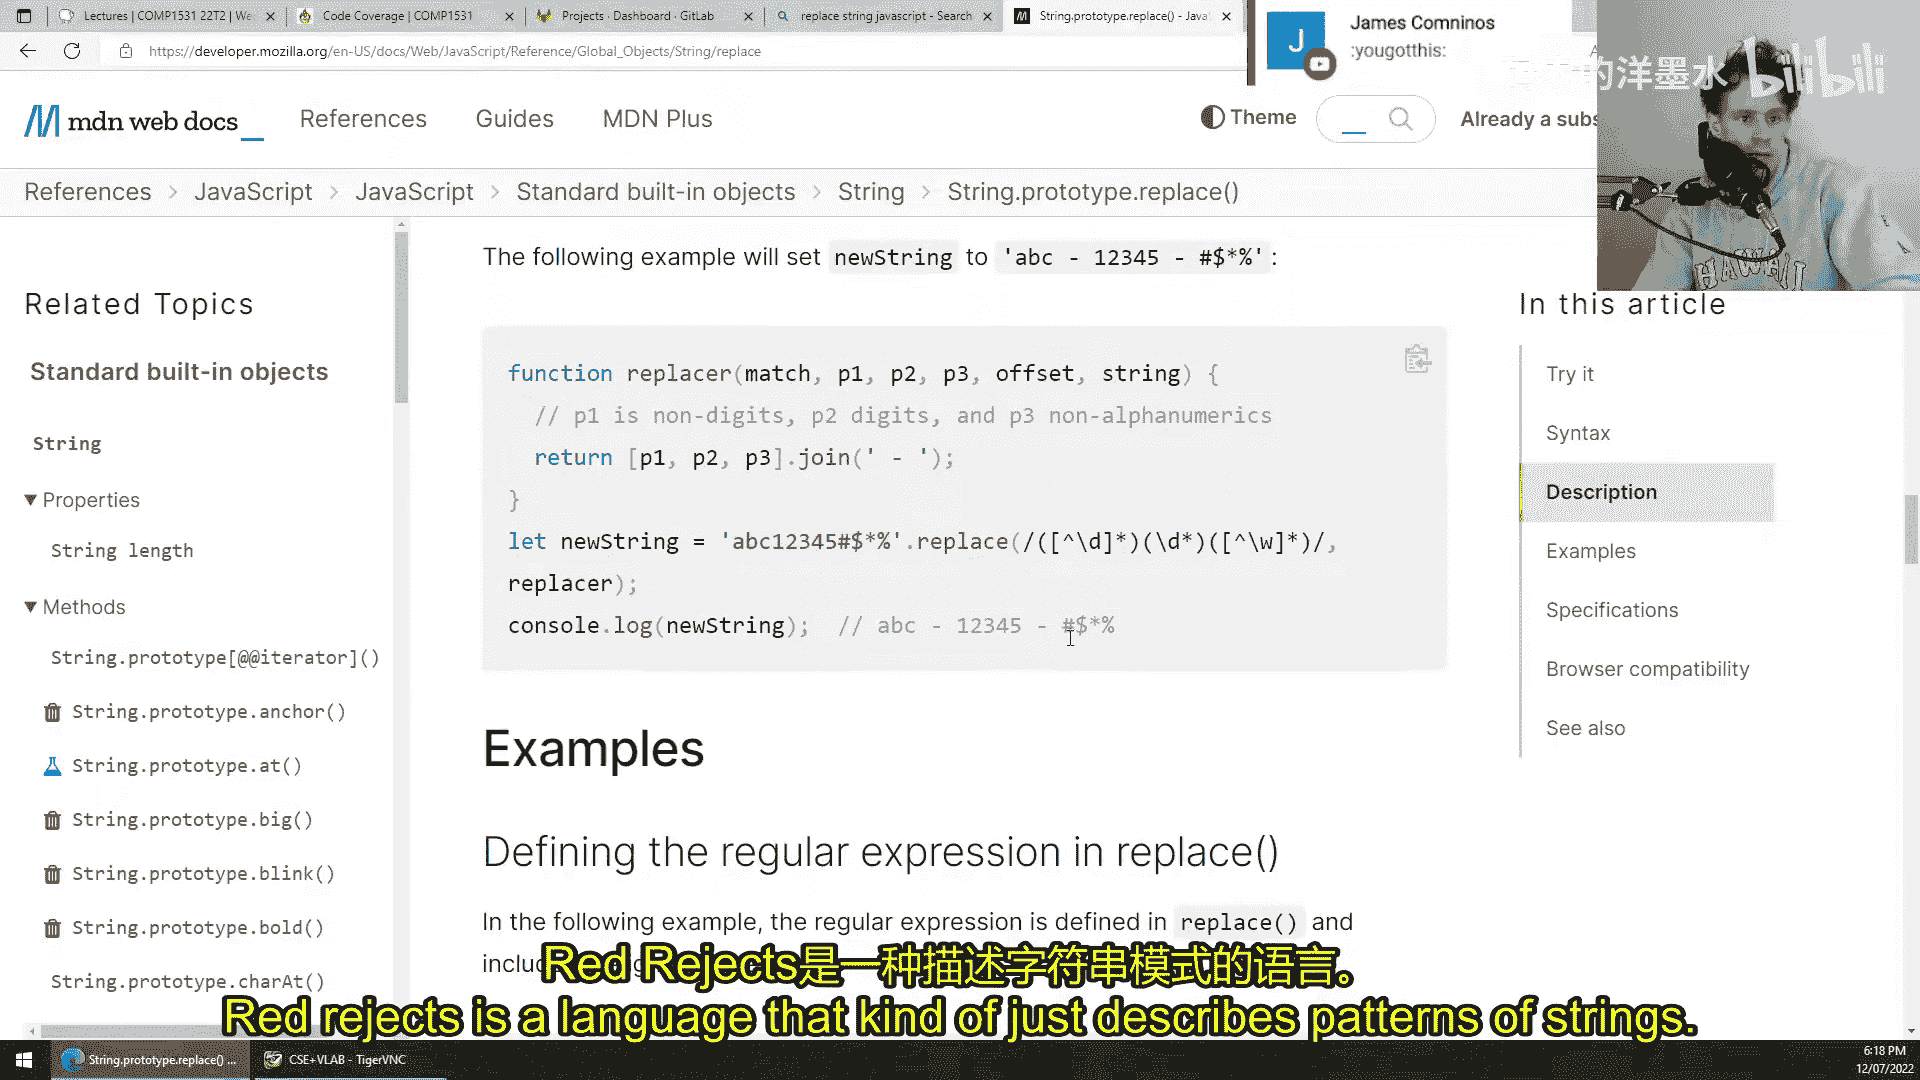 Lectures | COMP1531 22T2 | We
Code Coverage | COMP1531
Projects · Dashboard · GitLab
replace string javascript - Search
String.prototype.replace() - Java
https://developer.mozilla.org/en-US/docs/Web/JavaScript/Reference/Global_Objects/String/replace
J
James Comninos
:yougotthis:
的洋墨水 bilibili
mdn web docs
References
Guides
MDN Plus
Theme
Already a subs
References > JavaScript > JavaScript > Standard built-in objects > String > String.prototype.replace()
Related Topics
Standard built-in objects
String
Properties
String length
Methods
String.prototype[@@iterator]()
String.prototype.anchor()
String.prototype.at()
String.prototype.big()
String.prototype.blink()
String.prototype.bold()
String.prototype.charAt()
The following example will set newString to 'abc - 12345 - #$*%':
function replacer(match, p1, p2, p3, offset, string) {
// p1 is non-digits, p2 digits, and p3 non-alphanumerics
return [p1, p2, p3].join(' - ');
}
let newString = 'abc12345#$*%'.replace(/([^\d]*)(\d*)([^\w]*)/,
replacer);
console.log(newString);  // abc - 12345 - #$*%
Examples
Defining the regular expression in replace()
In the following example, the regular expression is defined in replace() and
In this article
Try it
Syntax
Description
Examples
Specifications
Browser compatibility
See also
HAWAII
Red Rejects是一种描述字符串模式的语言。
Red rejects is a language that kind of just describes patterns of strings.
String.prototype.replace() ...
CSE+VLAB - TigerVNC
6:18 PM
12/07/2022